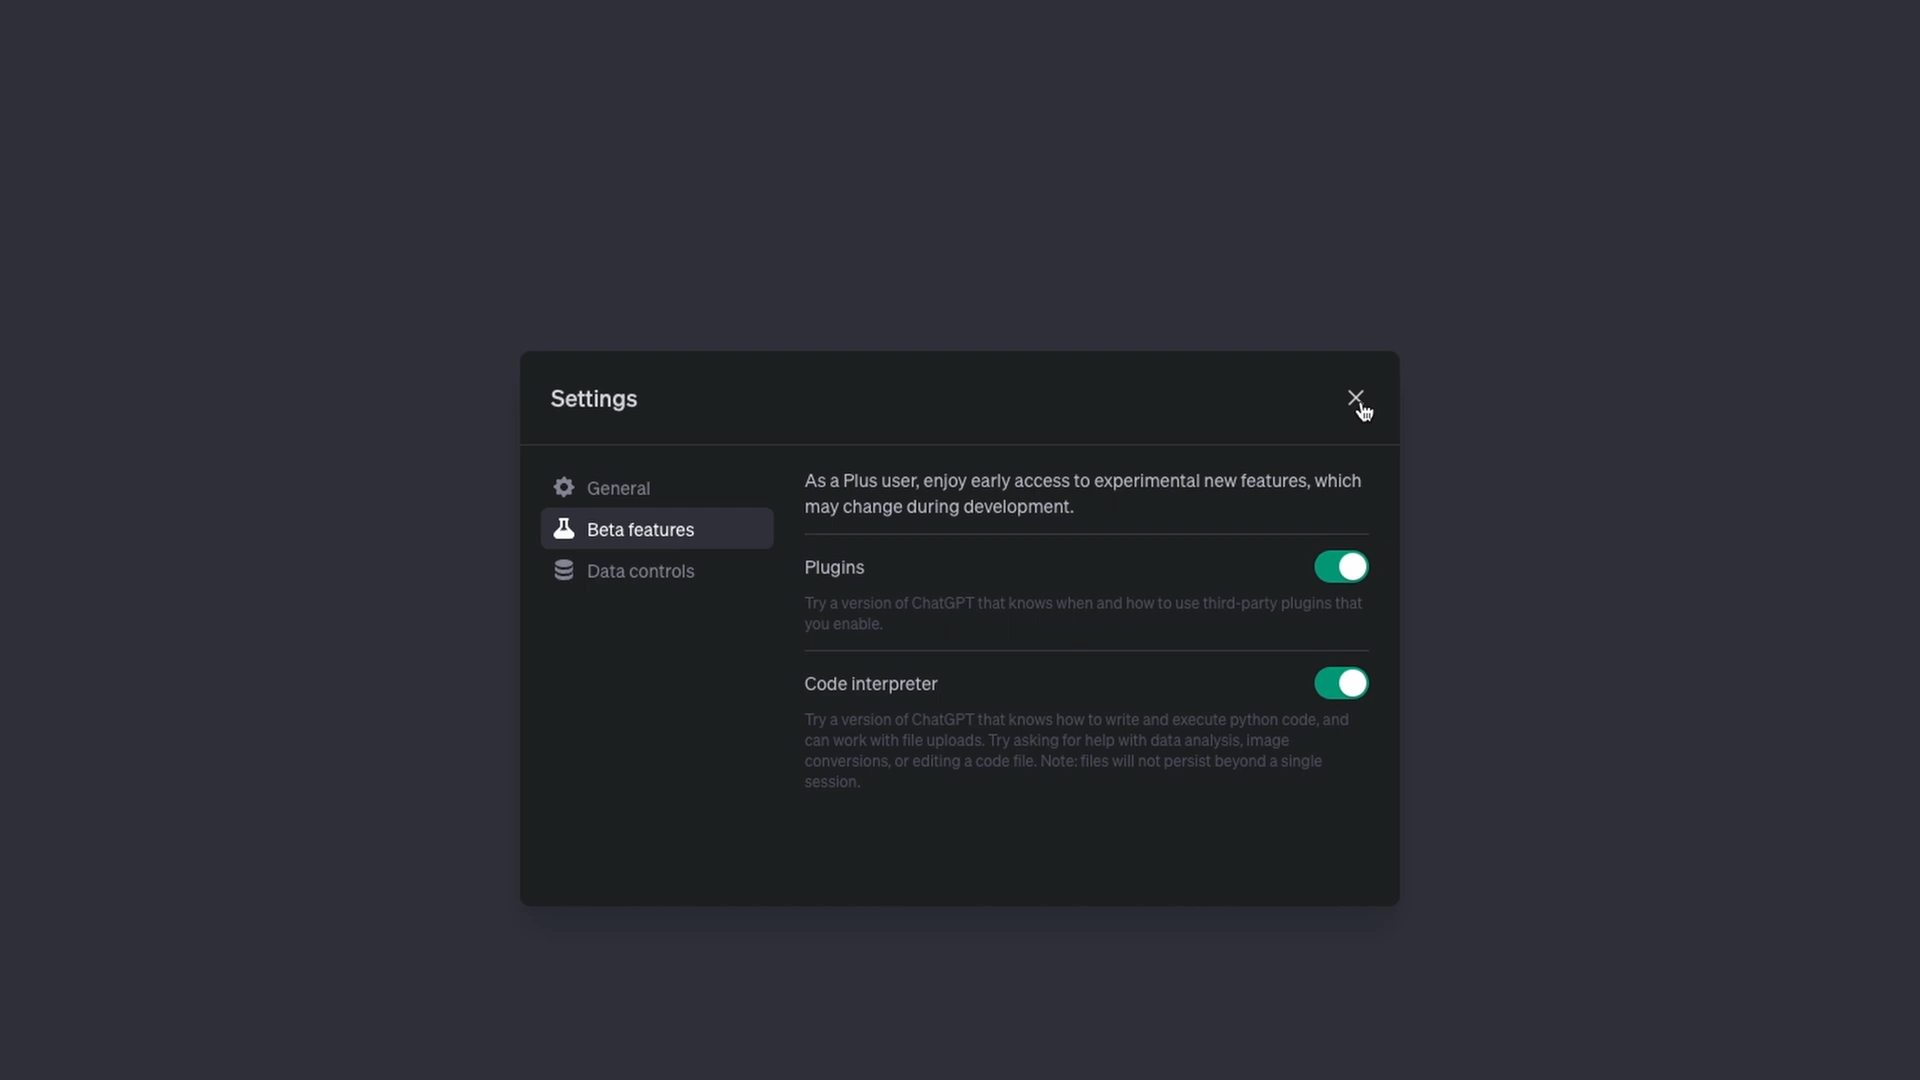 Settings
General
Beta features
Data controls
As a Plus user, enjoy early access to experimental new features, which
may change during development.
Plugins
Try a version of ChatGPT that knows when and how to use third-party plugins that
you enable.
Code interpreter
Try a version of ChatGPT that knows how to write and execute python code, and
can work with file uploads. Try asking for help with data analysis, image
conversions, or editing a code file. Note: files will not persist beyond a single
session.